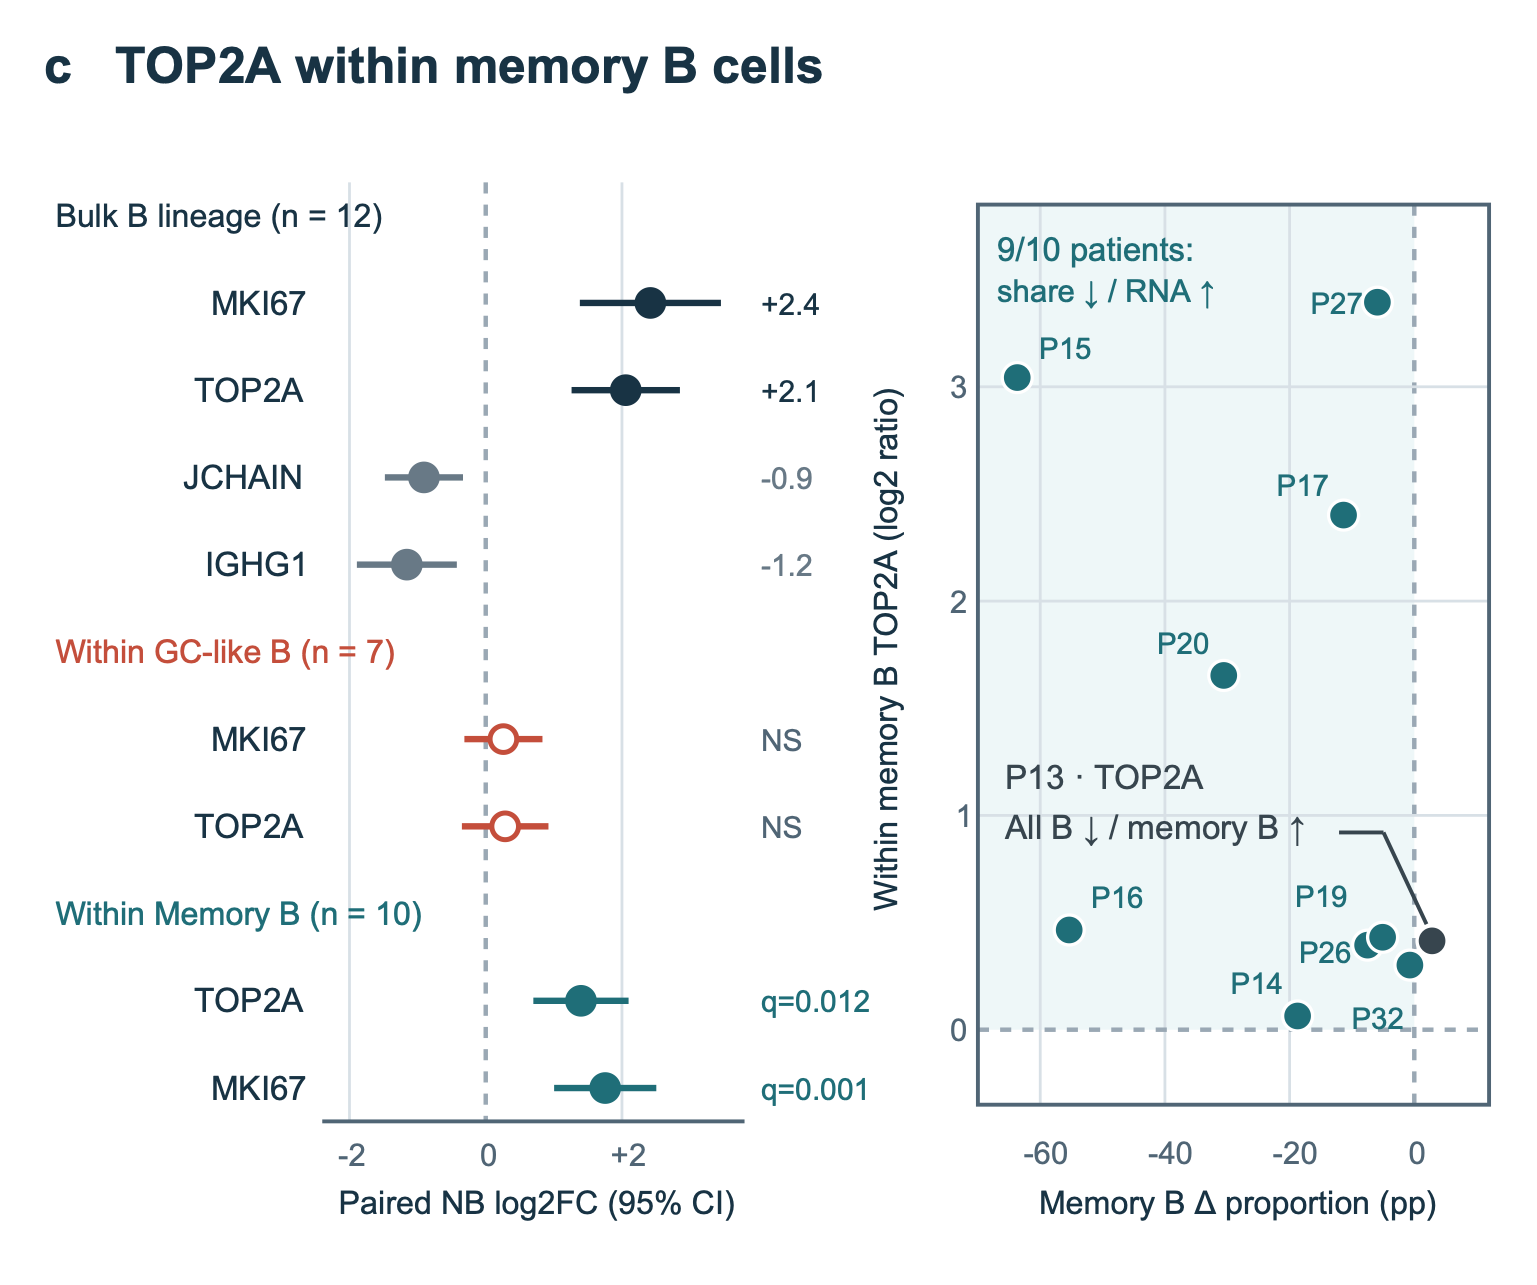 c TOP2A within memory B cells
Bulk B lineage (n = 12)
MKI67 +2.4
TOP2A +2.1
JCHAIN -0.9
IGHG1 -1.2
Within GC-like B (n = 7)
MKI67 NS
TOP2A NS
Within Memory B (n = 10)
TOP2A q=0.012
MKI67 q=0.001
-2 0 +2
Paired NB log2FC (95% CI)
Within memory B TOP2A (log2 ratio)
9/10 patients:
share ↓ / RNA ↑
P27
P15
3
P17
2
P20
P13 · TOP2A
1
All B ↓ / memory B ↑
P16
P19
P26
P14
P32
0
-60 -40 -20 0
Memory B Δ proportion (pp)